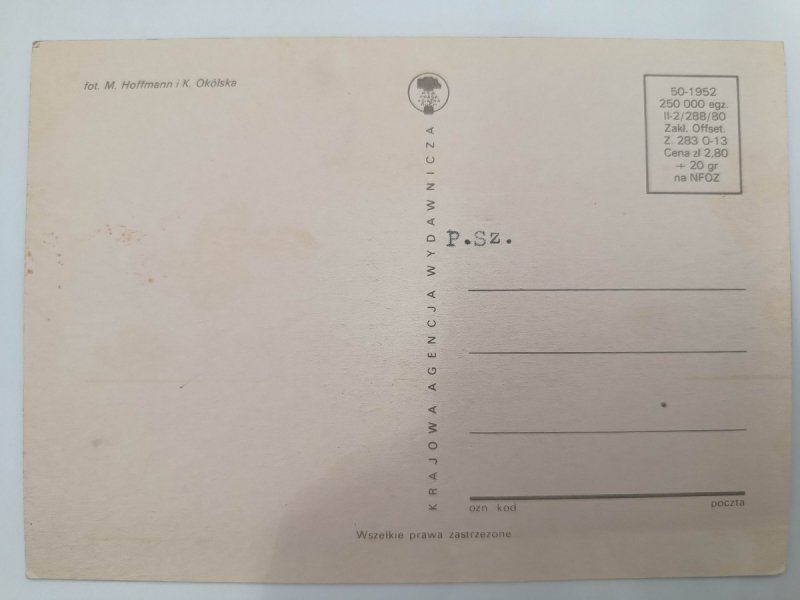 fot. M. Hoffmann i K. Okólska
KRAJOWA AGENCJA WYDAWNICZA
50-1952
250 000 egz.
II-2/288/80
Zakł. Offset.
Z. 283 0-13
Cena zł 2,80
+ 20 gr
na NFOZ
P.Sz.
ozn kod
poczta
Wszelkie prawa zastrzeżone